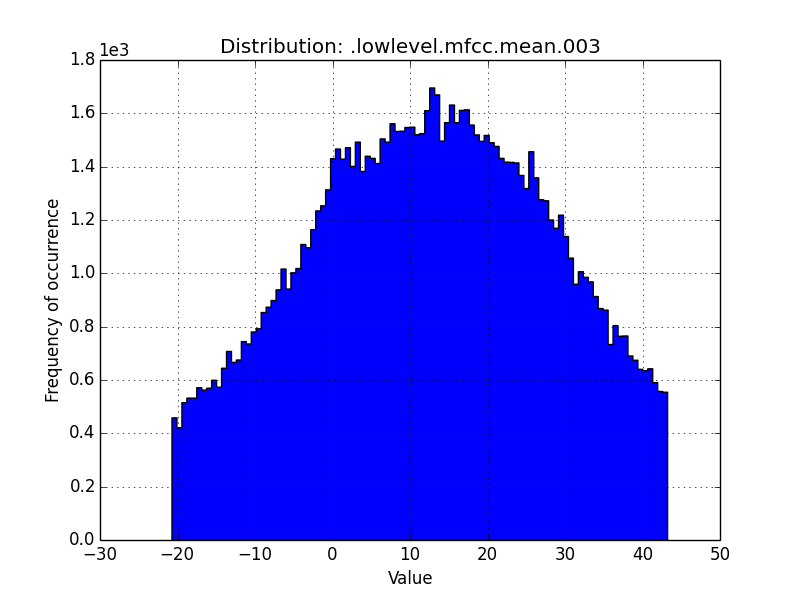 Distribution: .lowlevel.mfcc.mean.003
1e3
1.8
1.6
1.4
1.2
1.0
0.8
0.6
0.4
0.2
0.0
Frequency of occurrence
−30 −20 −10 0 10 20 30 40 50
Value